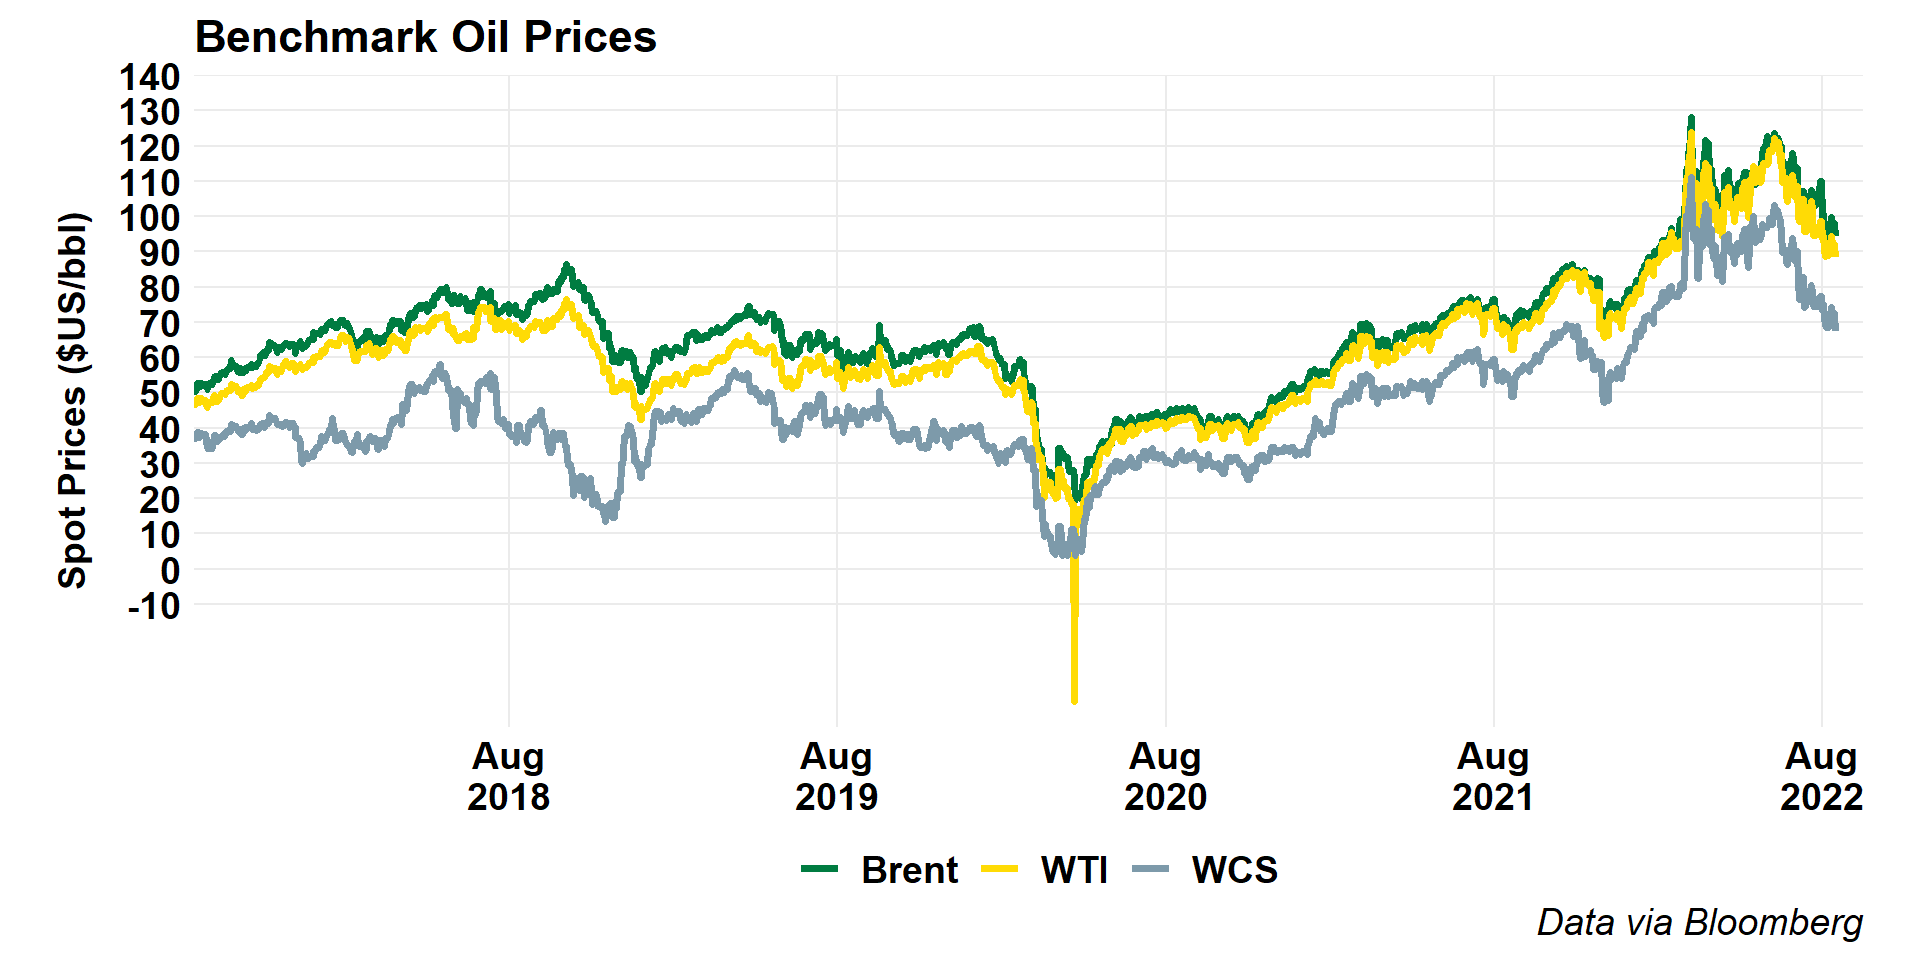 Benchmark Oil Prices
140
130
120
110
100
90
80
70
60
50
40
30
20
10
0
-10
Spot Prices ($US/bbl)
Aug
2018
Aug
2019
Aug
2020
Aug
2021
Aug
2022
Brent
WTI
WCS
Data via Bloomberg